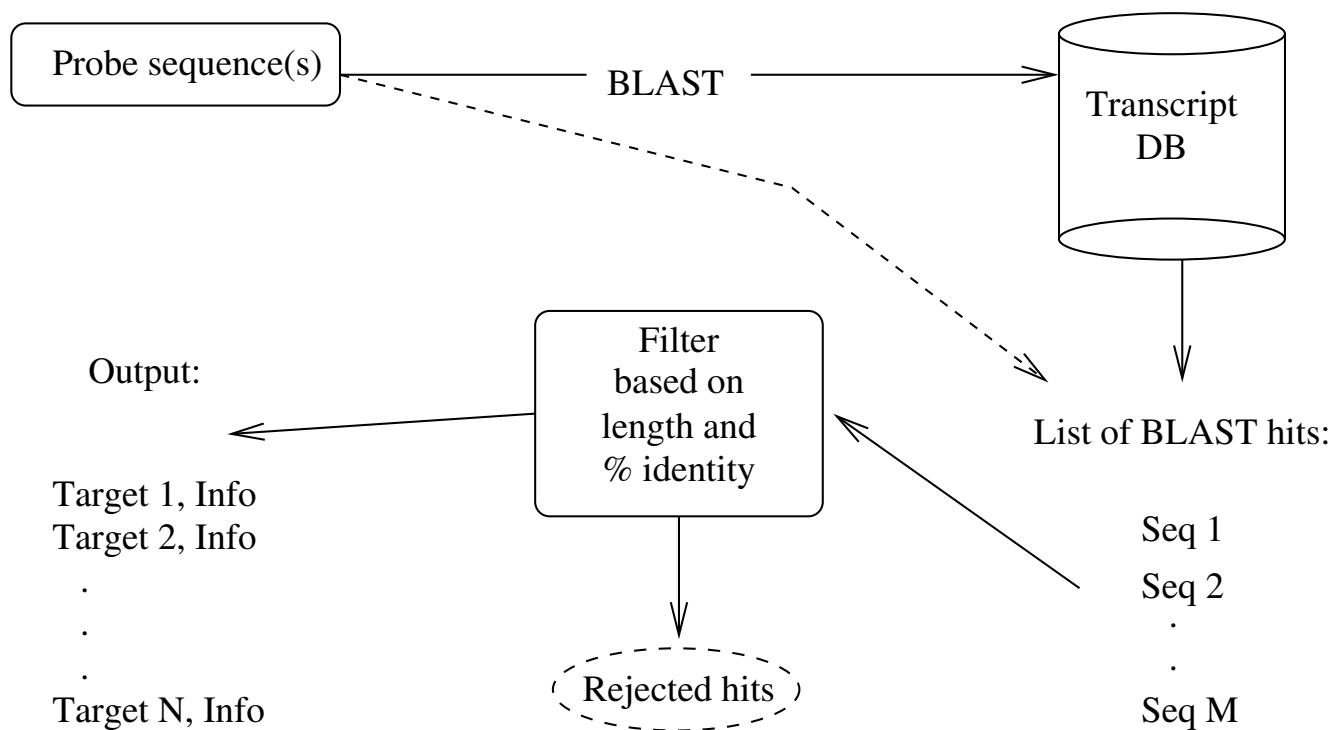 Probe sequence(s)
BLAST
Transcript
DB
Filter
based on
length and
% identity
Output:
List of BLAST hits:
Target 1, Info
Target 2, Info
.
.
.
Target N, Info
Seq 1
Seq 2
.
.
Seq M
Rejected hits